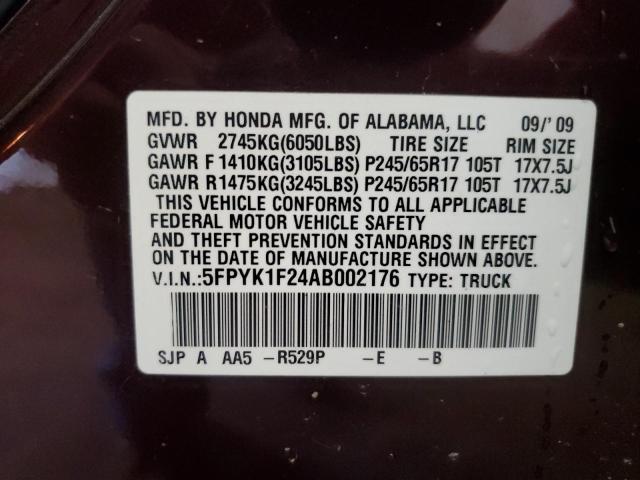 MFD. BY HONDA MFG. OF ALABAMA, LLC 09/'09
GVWR 2745KG(6050LBS) TIRE SIZE RIM SIZE
GAWR F 1410KG(3105LBS) P245/65R17 105T 17X7.5J
GAWR R1475KG(3245LBS) P245/65R17 105T 17X7.5J
THIS VEHICLE CONFORMS TO ALL APPLICABLE
FEDERAL MOTOR VEHICLE SAFETY
AND THEFT PREVENTION STANDARDS IN EFFECT
ON THE DATE OF MANUFACTURE SHOWN ABOVE.
V.I.N.:5FPYK1F24AB002176 TYPE: TRUCK
SJP A AA5 -R529P -E -B